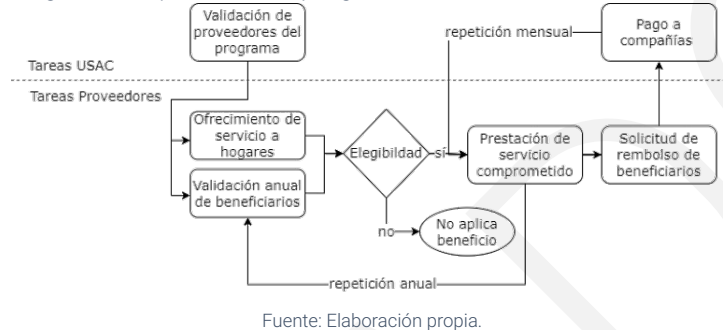 Validación de
proveedores del
programa
repetición mensual
Pago a
compañías
Tareas USAC
Tareas Proveedores
Ofrecimiento de
servicio a
hogares
Validación anual
de beneficiarios
Elegibildad
sí
Prestación de
servicio
comprometido
Solicitud de
rembolso de
beneficiarios
no
No aplica
beneficio
repetición anual
Fuente: Elaboración propia.